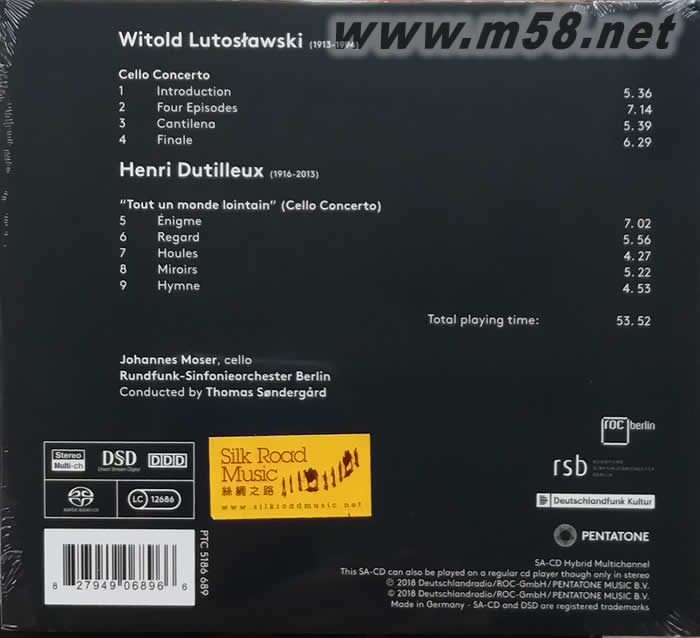 www.m58.net
Witold Lutosławski (1913-1994)
Cello Concerto
1 Introduction 5. 36
2 Four Episodes 7. 14
3 Cantilena 5. 39
4 Finale 6. 29
Henri Dutilleux (1916-2013)
“Tout un monde lointain” (Cello Concerto)
5 Énigme 7. 02
6 Regard 5. 56
7 Houles 4. 27
8 Miroirs 5. 22
9 Hymne 4. 53
Total playing time: 53. 52
Johannes Moser, cello
Rundfunk-Sinfonieorchester Berlin
Conducted by Thomas Søndergård
roc berlin
rsb
Deutschlandfunk Kultur
PENTATONE
Stereo
Multi-ch
DSD
Direct Stream Digital
DDD
SUPER AUDIO CD
LC 12686
Silk Road
Music
絲綢之路
www.silkroadmusic.net
PTC 5186 689
8 27949 06896 6
SA-CD Hybrid Multichannel
This SA-CD can also be played on a regular cd player though only in stereo
℗ 2018 Deutschlandradio/ROC-GmbH/PENTATONE MUSIC B.V.
© 2018 Deutschlandradio/ROC-GmbH/PENTATONE MUSIC B.V.
Made in Germany - SA-CD and DSD are registered trademarks